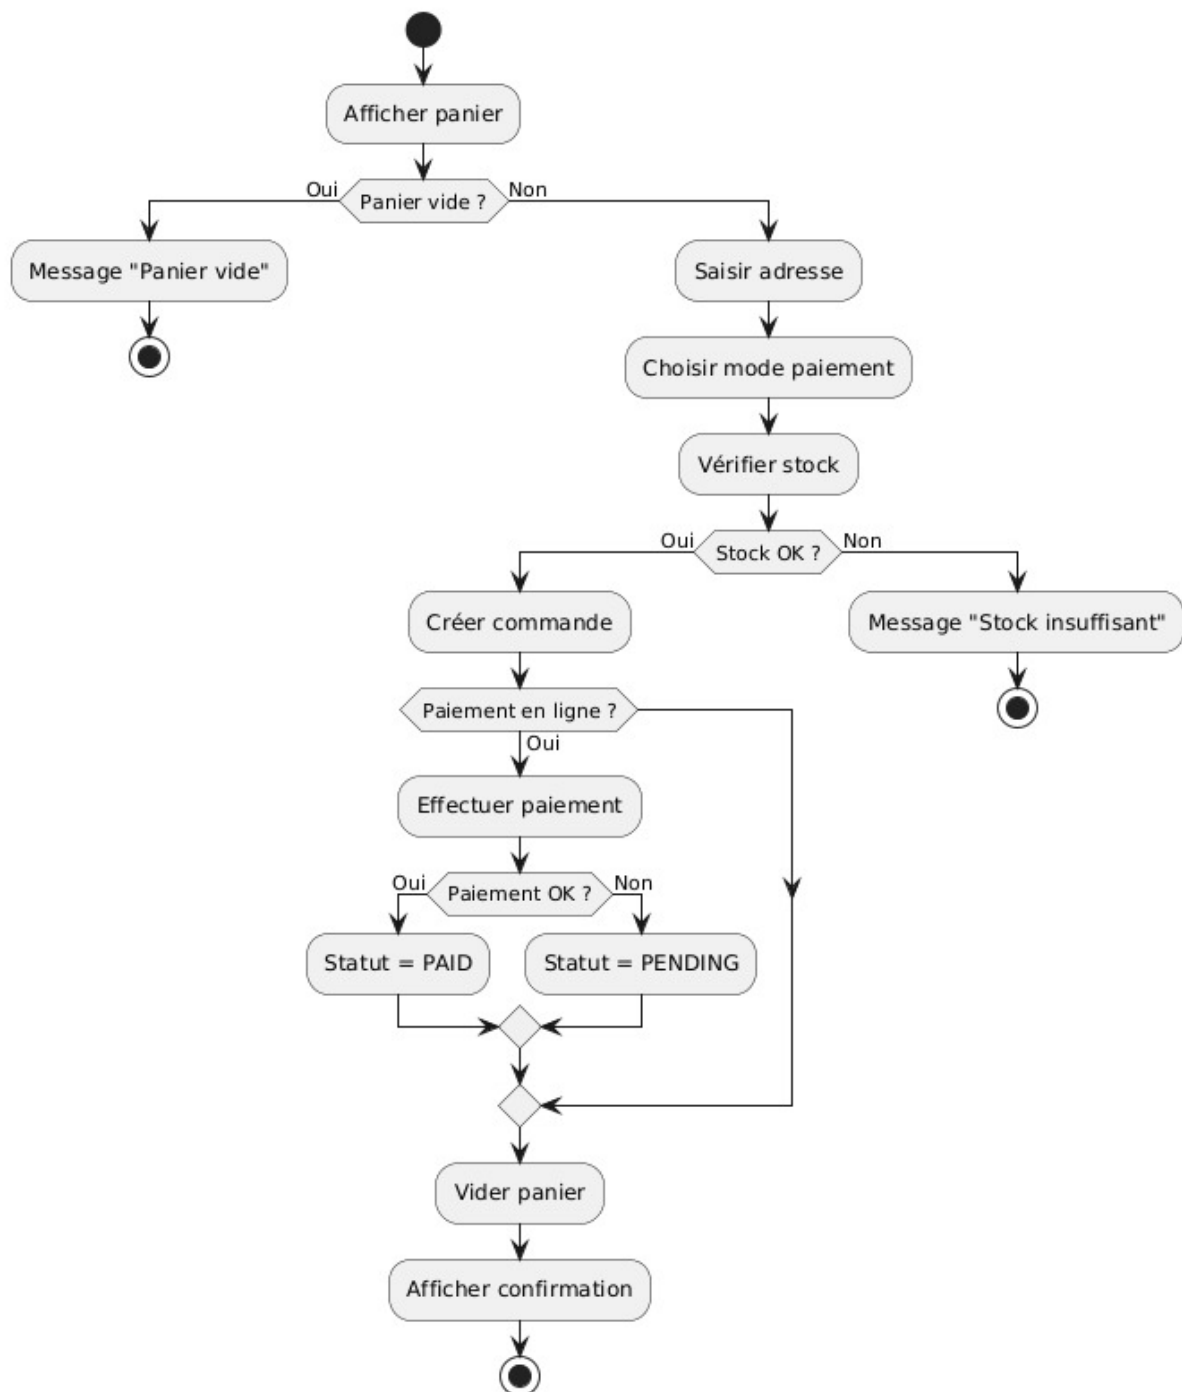 Afficher panier
Oui
Panier vide ?
Non
Message "Panier vide"
Saisir adresse
Choisir mode paiement
Vérifier stock
Oui
Stock OK ?
Non
Créer commande
Message "Stock insuffisant"
Paiement en ligne ?
Oui
Effectuer paiement
Oui
Paiement OK ?
Non
Statut = PAID
Statut = PENDING
Vider panier
Afficher confirmation